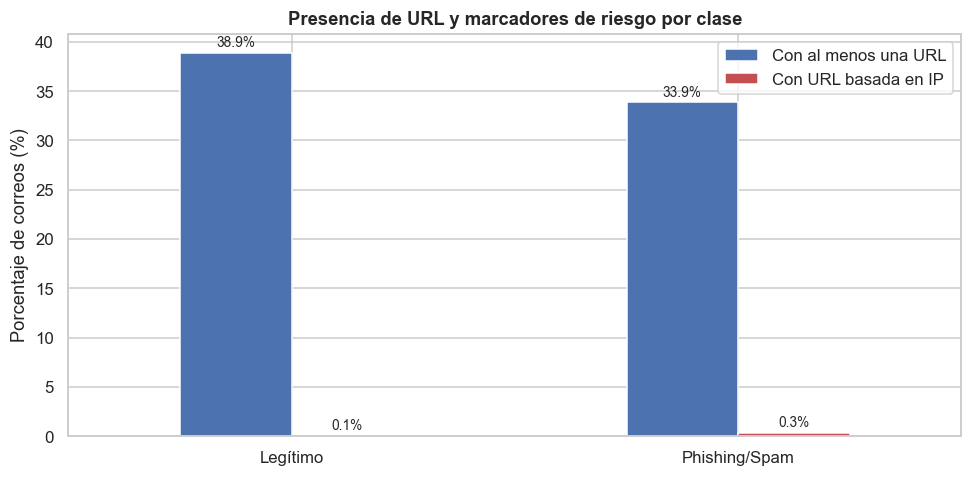 Presencia de URL y marcadores de riesgo por clase
Con al menos una URL
Con URL basada en IP
Porcentaje de correos (%)
40
35
30
25
20
15
10
5
0
38.9%
0.1%
33.9%
0.3%
Legítimo
Phishing/Spam